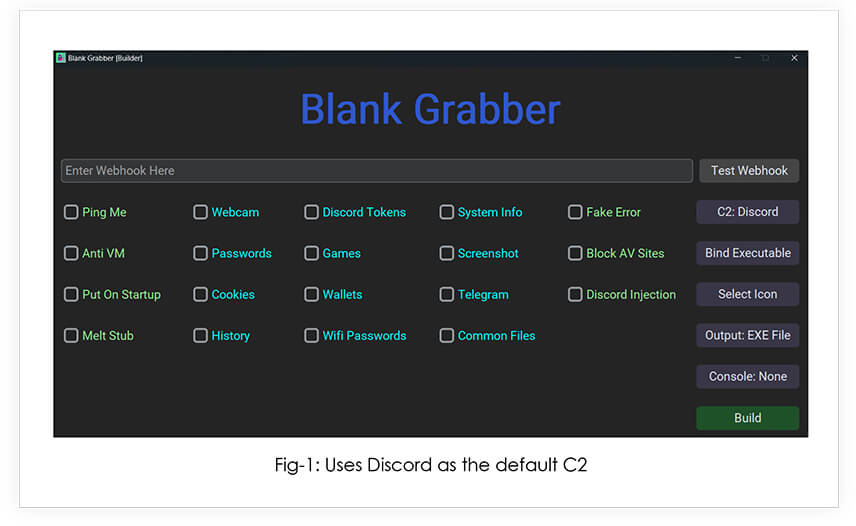 Blank Grabber [Builder]
Blank Grabber
Enter Webhook Here Test Webhook
Ping Me Webcam Discord Tokens System Info Fake Error C2: Discord
Anti VM Passwords Games Screenshot Block AV Sites Bind Executable
Put On Startup Cookies Wallets Telegram Discord Injection Select Icon
Melt Stub History Wifi Passwords Common Files Output: EXE File
Console: None
Build
Fig-1: Uses Discord as the default C2